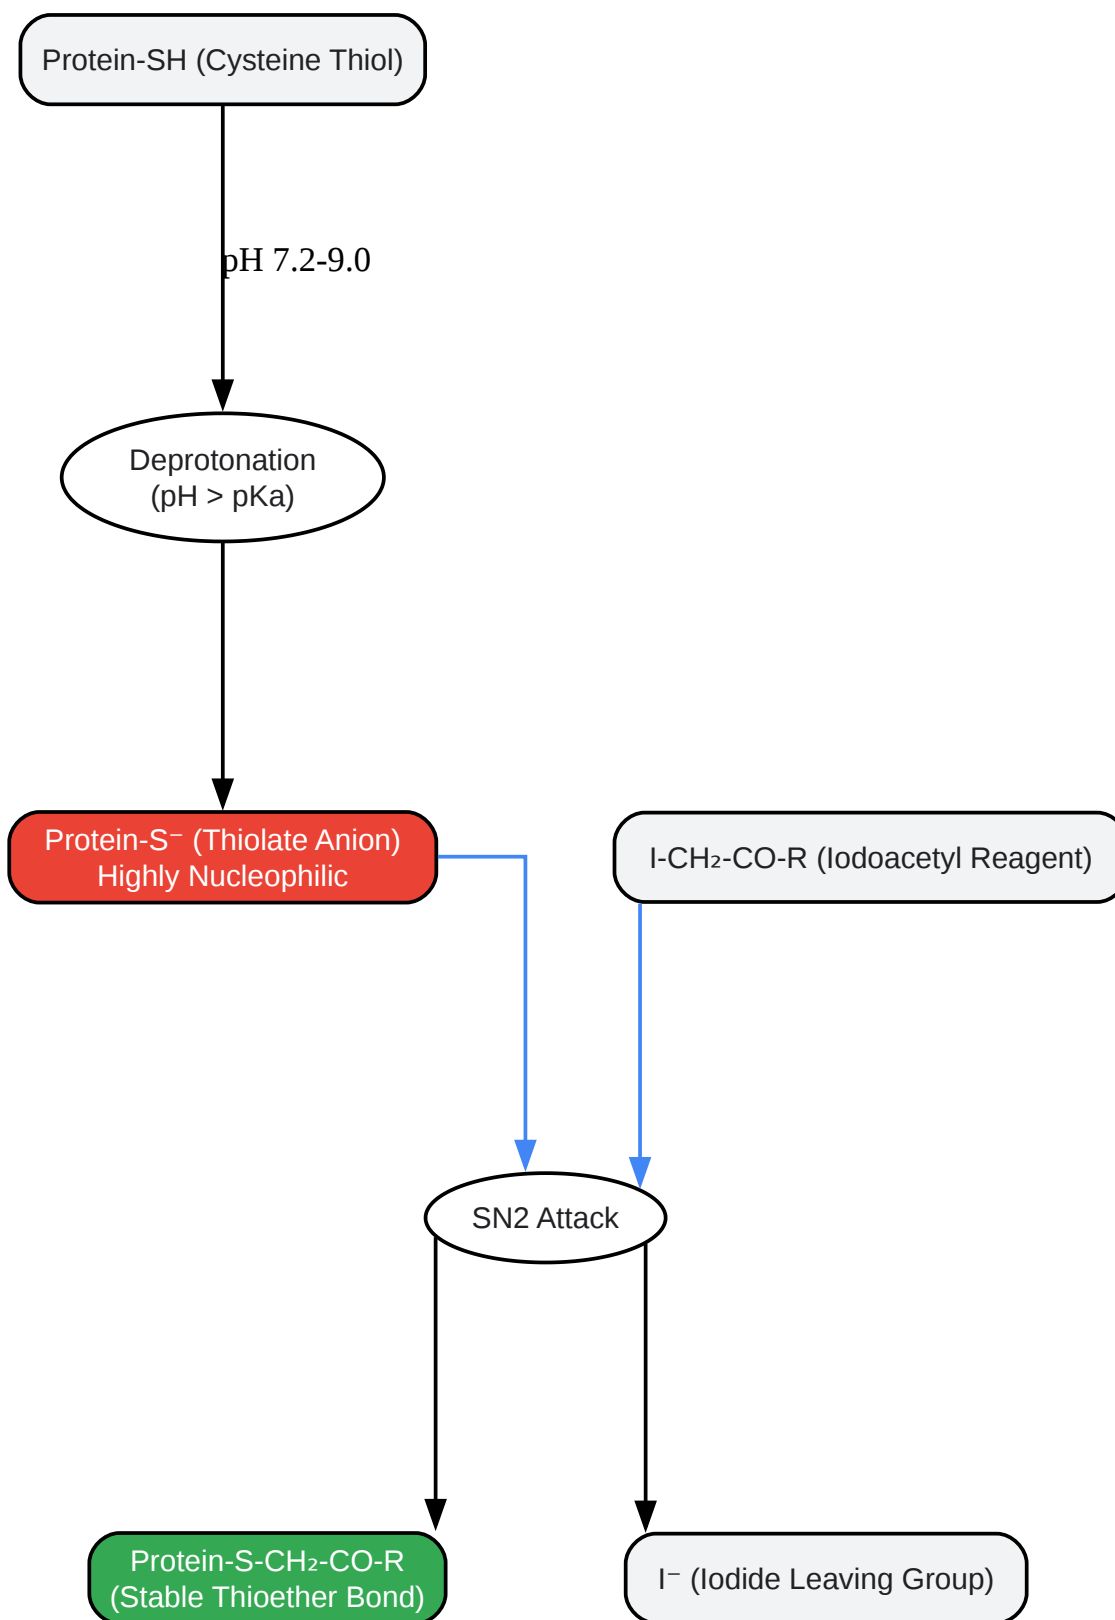 Protein-SH (Cysteine Thiol)
pH 7.2-9.0
Deprotonation
(pH > pKa)
Protein-S⁻ (Thiolate Anion)
Highly Nucleophilic
I-CH₂-CO-R (Iodoacetyl Reagent)
SN2 Attack
Protein-S-CH₂-CO-R
(Stable Thioether Bond)
I⁻ (Iodide Leaving Group)